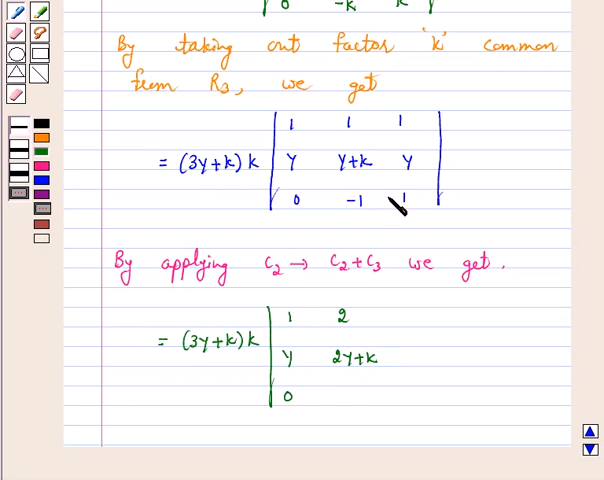 0 -k k
By taking out factor 'k' common
from R3, we get
= (3y+k) k | 1 1 1 |
| y y+k y |
| 0 -1 1 |
By applying C2 → C2+C3 we get.
= (3y+k) k | 1 2
| y 2y+k
| 0